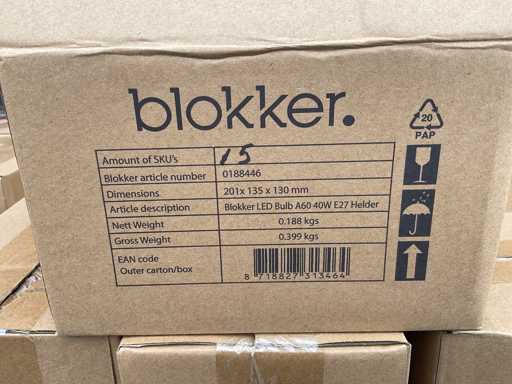 blokker.
20
PAP
Amount of SKU's 15
Blokker article number 0188446
Dimensions 201x 135 x 130 mm
Article description Blokker LED Bulb A60 40W E27 Helder
Nett Weight 0.188 kgs
Gross Weight 0.399 kgs
EAN code
Outer carton/box
8 718827 313464